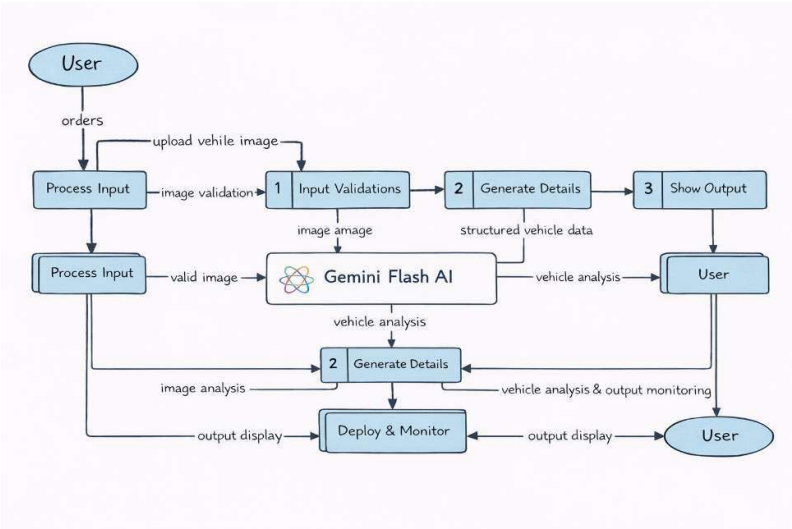 User
orders
upload vehile image
Process Input
image validation
1 Input Validations
2 Generate Details
3 Show Output
image amage
structured vehicle data
Process Input
valid image
Gemini Flash AI
vehicle analysis
User
vehicle analysis
2 Generate Details
image analysis
vehicle analysis & output monitoring
output display
Deploy & Monitor
output display
User